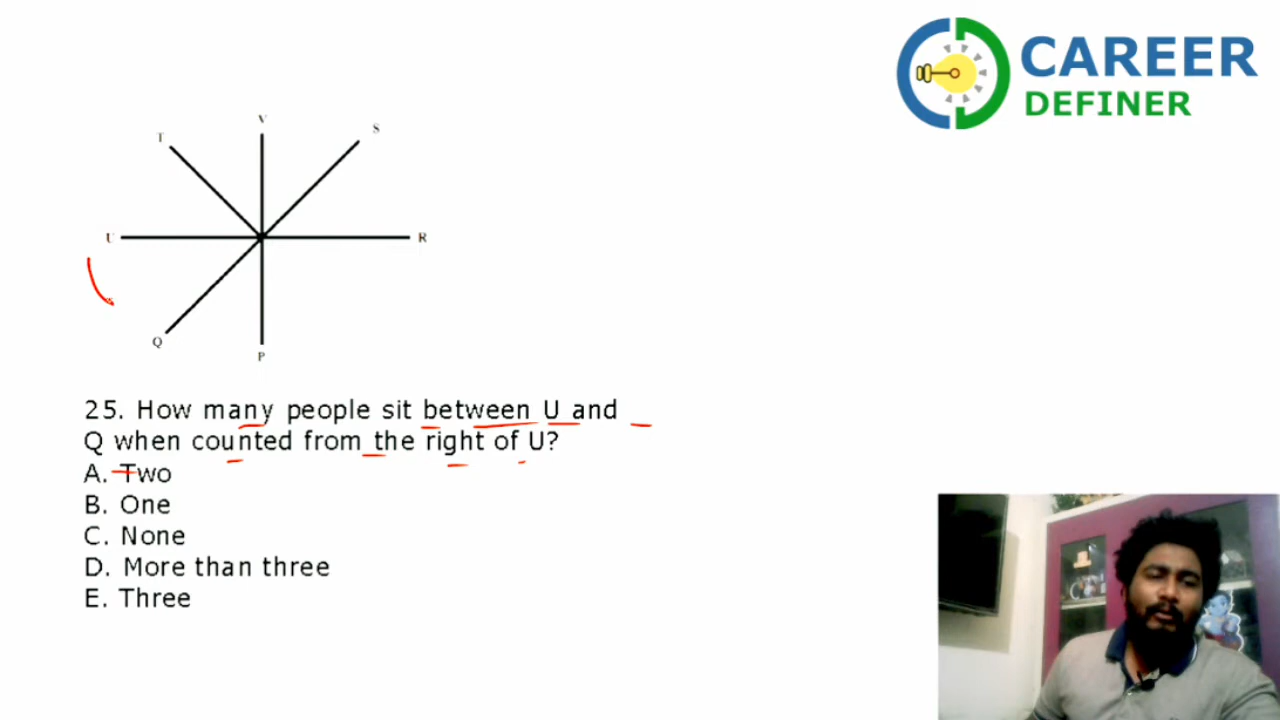 CAREER
DEFINER
V
T
S
U
R
Q
P
25. How many people sit between U and
Q when counted from the right of U?
A. Two
B. One
C. None
D. More than three
E. Three